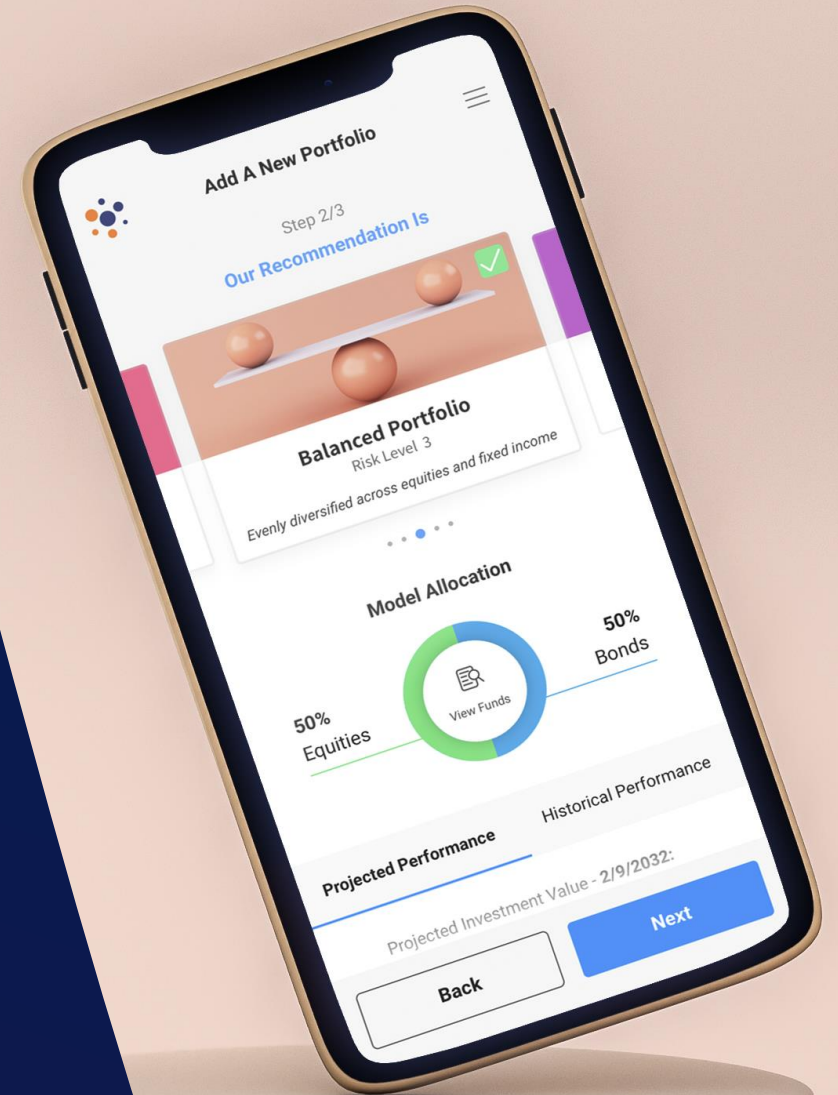 Add A New Portfolio
Step 2/3
Our Recommendation Is
Balanced Portfolio
Risk Level 3
Evenly diversified across equities and fixed income
Model Allocation
50%
Bonds
View Funds
50%
Equities
Projected Performance
Historical Performance
Projected Investment Value - 2/9/2032:
Back
Next